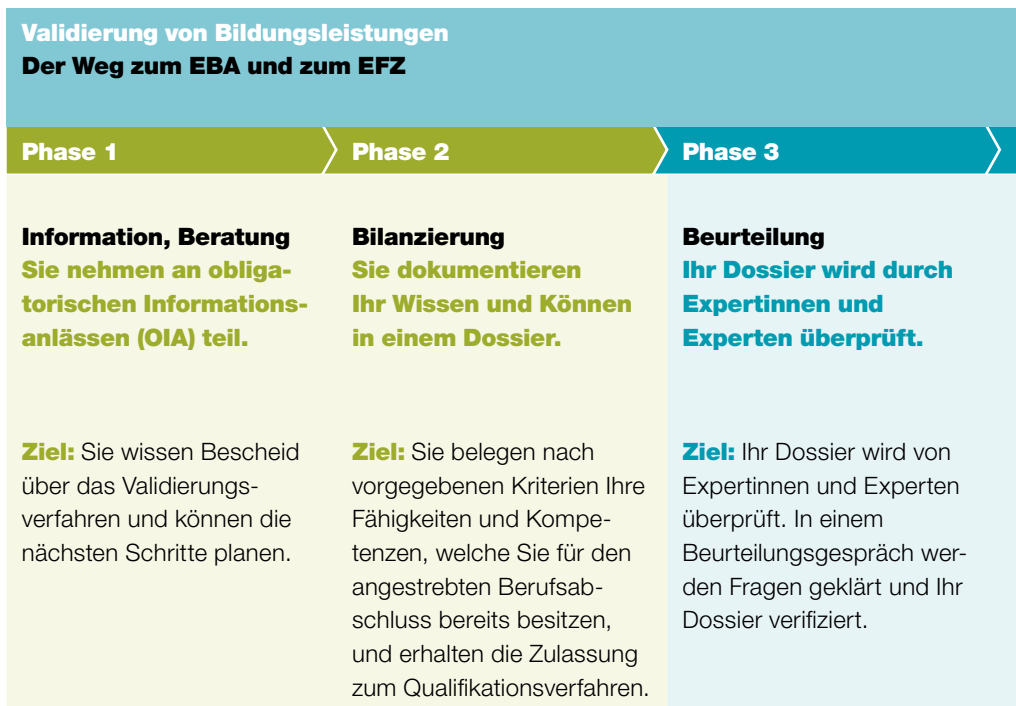 Validierung von Bildungsleistungen
Der Weg zum EBA und zum EFZ
Phase 1
Phase 2
Phase 3
Information, Beratung
Sie nehmen an obliga-
torischen Informations-
anlässen (OIA) teil.
Ziel: Sie wissen Bescheid
über das Validierungs-
verfahren und können die
nächsten Schritte planen.
Bilanzierung
Sie dokumentieren
Ihr Wissen und Können
in einem Dossier.
Ziel: Sie belegen nach
vorgegebenen Kriterien Ihre
Fähigkeiten und Kompe-
tenzen, welche Sie für den
angestrebten Berufsab-
schluss bereits besitzen,
und erhalten die Zulassung
zum Qualifikationsverfahren.
Beurteilung
Ihr Dossier wird durch
Expertinnen und
Experten überprüft.
Ziel: Ihr Dossier wird von
Expertinnen und Experten
überprüft. In einem
Beurteilungsgespräch wer-
den Fragen geklärt und Ihr
Dossier verifiziert.